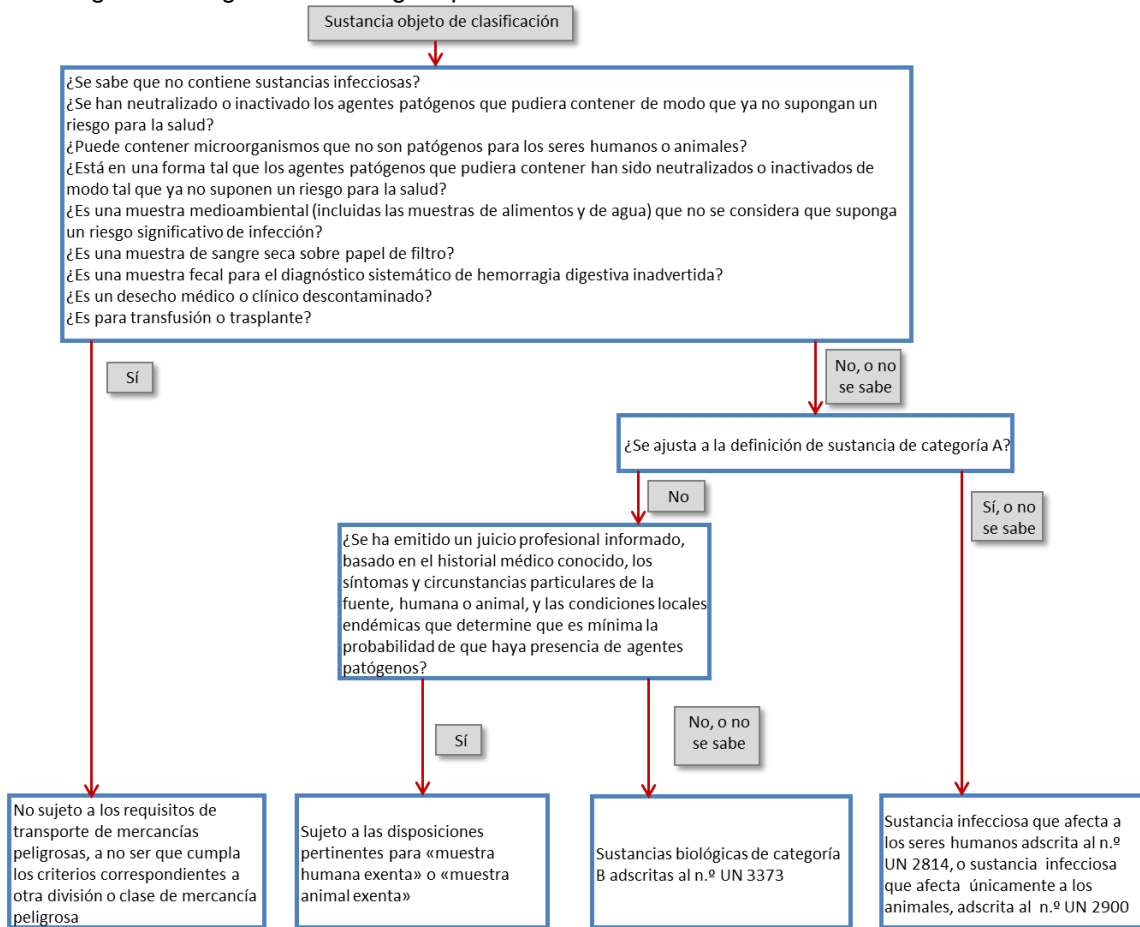 Sustancia objeto de clasificación
¿Se sabe que no contiene sustancias infecciosas?
¿Se han neutralizado o inactivado los agentes patógenos que pudiera contener de modo que ya no supongan un
riesgo para la salud?
¿Puede contener microorganismos que no son patógenos para los seres humanos o animales?
¿Está en una forma tal que los agentes patógenos que pudiera contener han sido neutralizados o inactivados de
modo tal que ya no suponen un riesgo para la salud?
¿Es una muestra medioambiental (incluidas las muestras de alimentos y de agua) que no se considera que suponga
un riesgo significativo de infección?
¿Es una muestra de sangre seca sobre papel de filtro?
¿Es una muestra fecal para el diagnóstico sistemático de hemorragia digestiva inadvertida?
¿Es un desecho médico o clínico descontaminado?
¿Es para transfusión o trasplante?
Sí
No, o no
se sabe
¿Se ajusta a la definición de sustancia de categoría A?
No
Sí, o no
se sabe
¿Se ha emitido un juicio profesional informado,
basado en el historial médico conocido, los
síntomas y circunstancias particulares de la
fuente, humana o animal, y las condiciones locales
endémicas que determine que es mínima la
probabilidad de que haya presencia de agentes
patógenos?
Sí
No, o no
se sabe
No sujeto a los requisitos de
transporte de mercancías
peligrosas, a no ser que cumpla
los criterios correspondientes a
otra división o clase de mercancía
peligrosa
Sujeto a las disposiciones
pertinentes para «muestra
humana exenta» o «muestra
animal exenta»
Sustancias biológicas de categoría
B adscritas al n.º UN 3373
Sustancia infecciosa que afecta a
los seres humanos adscrita al n.º
UN 2814, o sustancia infecciosa
que afecta únicamente a los
animales, adscrita al n.º UN 2900